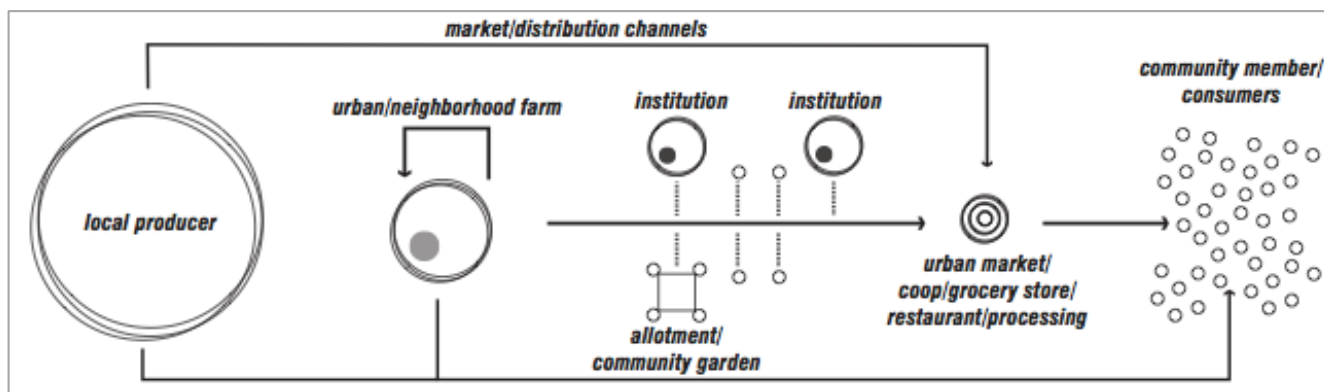 market/distribution channels
community member/
consumers
urban/neighborhood farm
institution
institution
local producer
urban market/
coop/grocery store/
restaurant/processing
allotment/
community garden